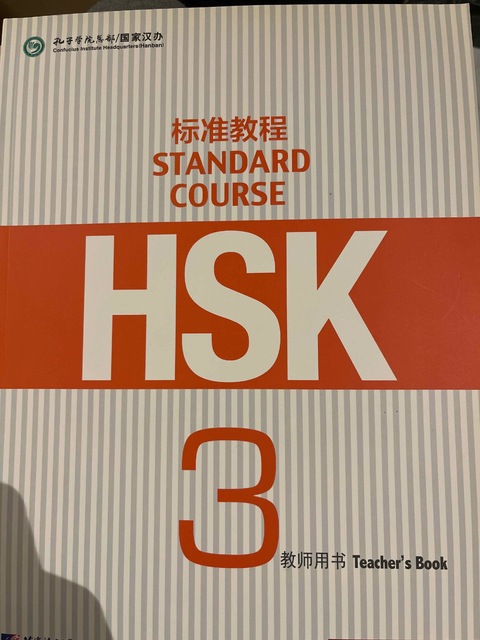 孔子学院总部/国家汉办
Confucius Institute Headquarters(Hanban)
标准教程
STANDARD
COURSE
HSK
3
教师用书 Teacher's Book